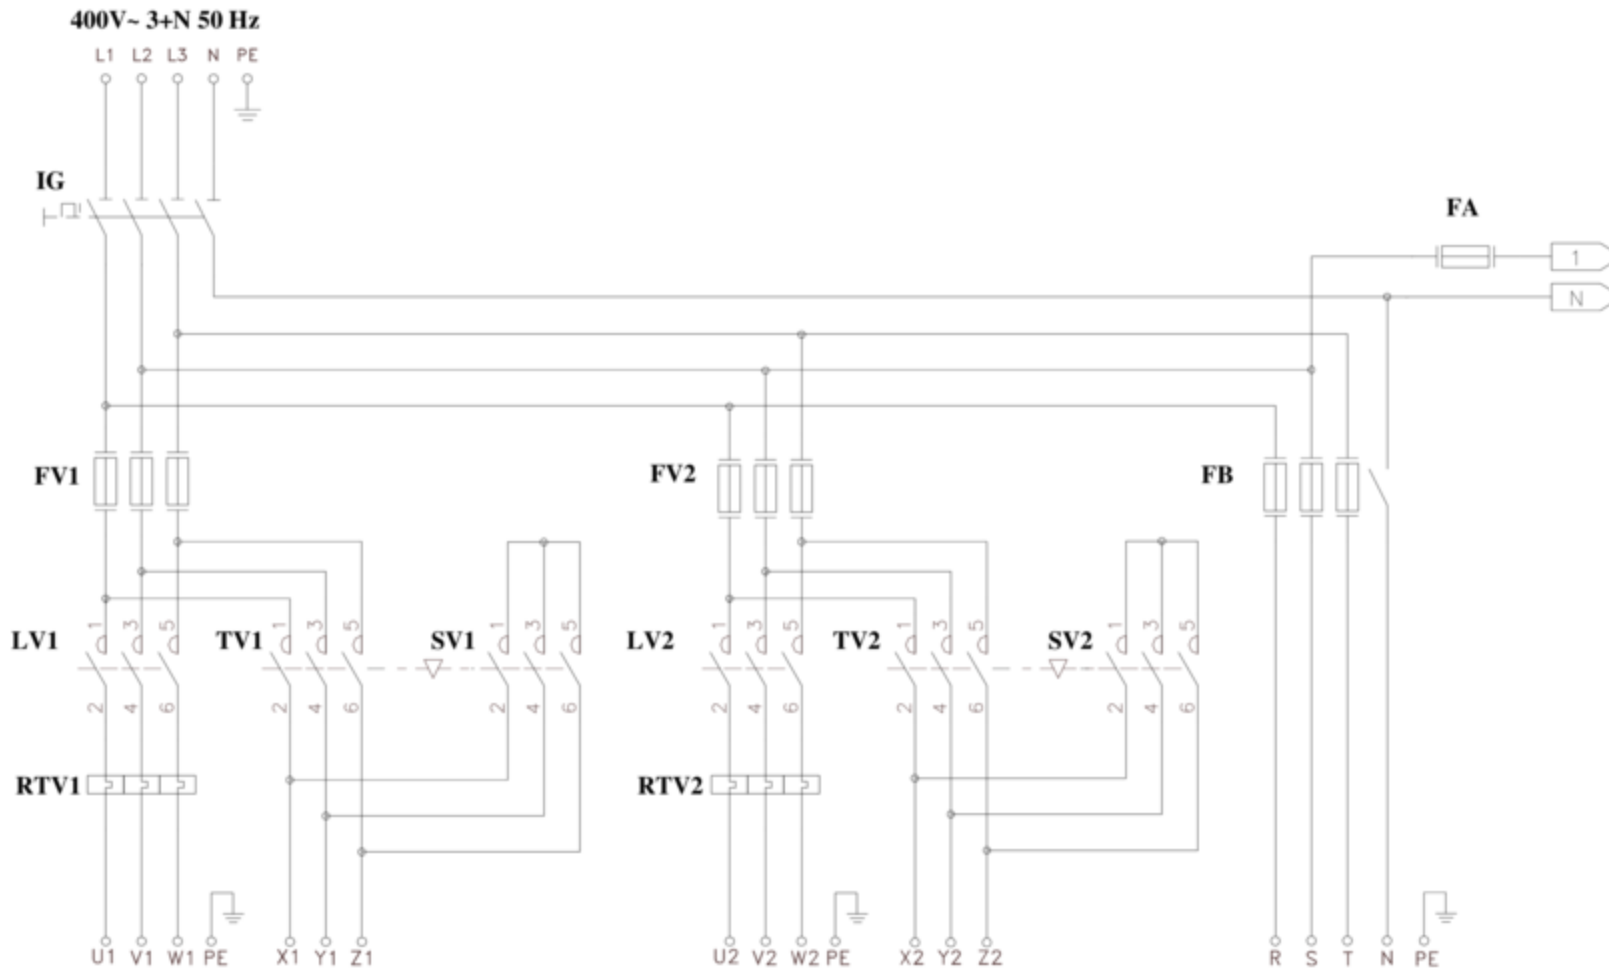 400V~ 3+N 50 Hz
L1 L2 L3 N PE
IG
FA
1
N
FV1 FV2 FB
1 3 5 1 3 5 1 3 5 1 3 5 1 3 5 1 3 5
LV1 TV1 SV1 LV2 TV2 SV2
2 4 6 2 4 6 2 4 6 2 4 6 2 4 6 2 4 6
RTV1 RTV2
U1 V1 W1 PE X1 Y1 Z1 U2 V2 W2 PE X2 Y2 Z2 R S T N PE